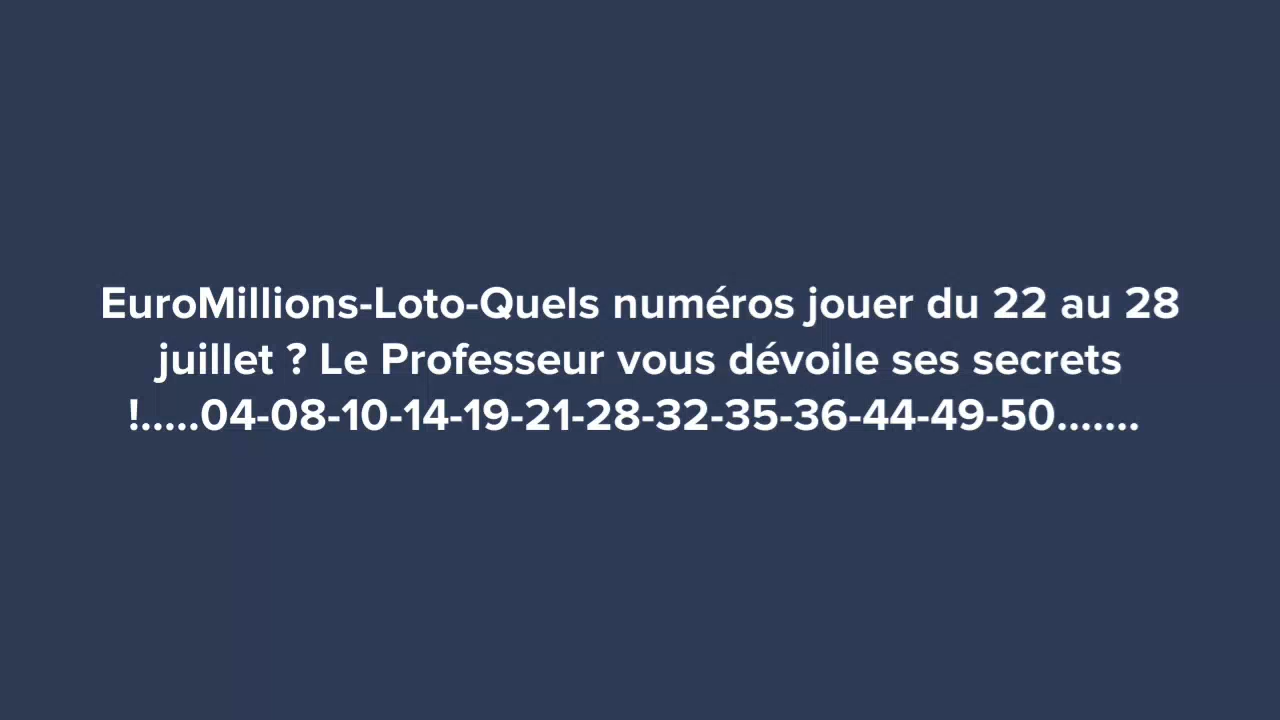 EuroMillions-Loto-Quels numéros jouer du 22 au 28
juillet ? Le Professeur vous dévoile ses secrets
!.....04-08-10-14-19-21-28-32-35-36-44-49-50.......